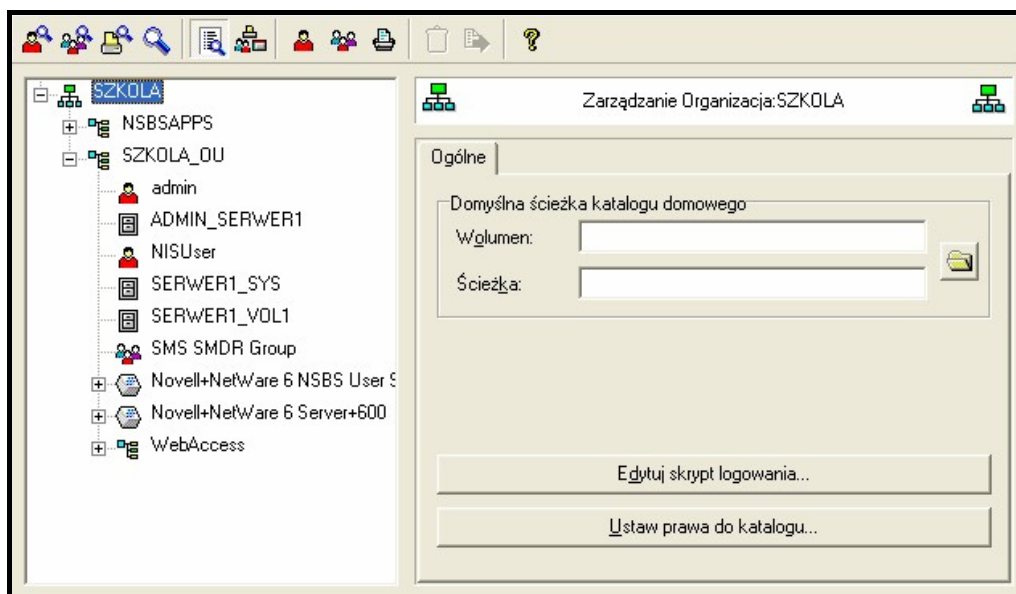 SZKOLA
NSBSAPPS
SZKOLA_OU
admin
ADMIN_SERWER1
NISUser
SERWER1_SYS
SERWER1_VOL1
SMS SMDR Group
Novell+NetWare 6 NSBS User S
Novell+NetWare 6 Server+600
WebAccess
Zarządzanie Organizacja:SZKOLA
Ogólne
Domyślna ścieżka katalogu domowego
Wolumen:
Ścieżka:
Edytuj skrypt logowania...
Ustaw prawa do katalogu...